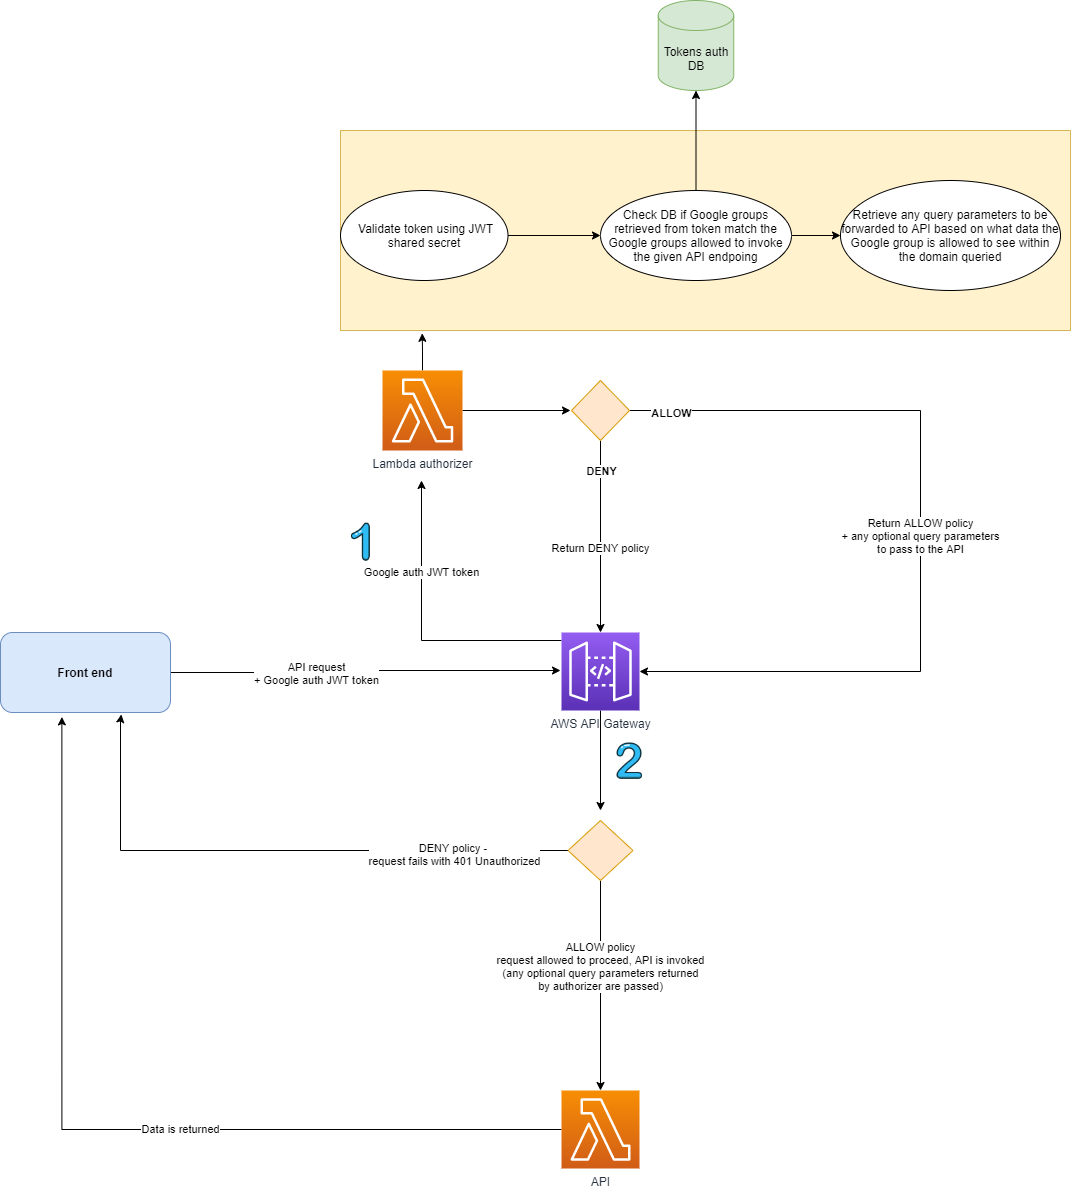 Tokens auth
DB
Validate token using JWT
shared secret
Check DB if Google groups
retrieved from token match the
Google groups allowed to invoke
the given API endpoing
Retrieve any query parameters to be
forwarded to API based on what data the
Google group is allowed to see within
the domain queried
Lambda authorizer
ALLOW
DENY
1
Return ALLOW policy
+ any optional query parameters
to pass to the API
Return DENY policy
Google auth JWT token
Front end
API request
+ Google auth JWT token
AWS API Gateway
2
DENY policy -
request fails with 401 Unauthorized
ALLOW policy
request allowed to proceed, API is invoked
(any optional query parameters returned
by authorizer are passed)
Data is returned
API